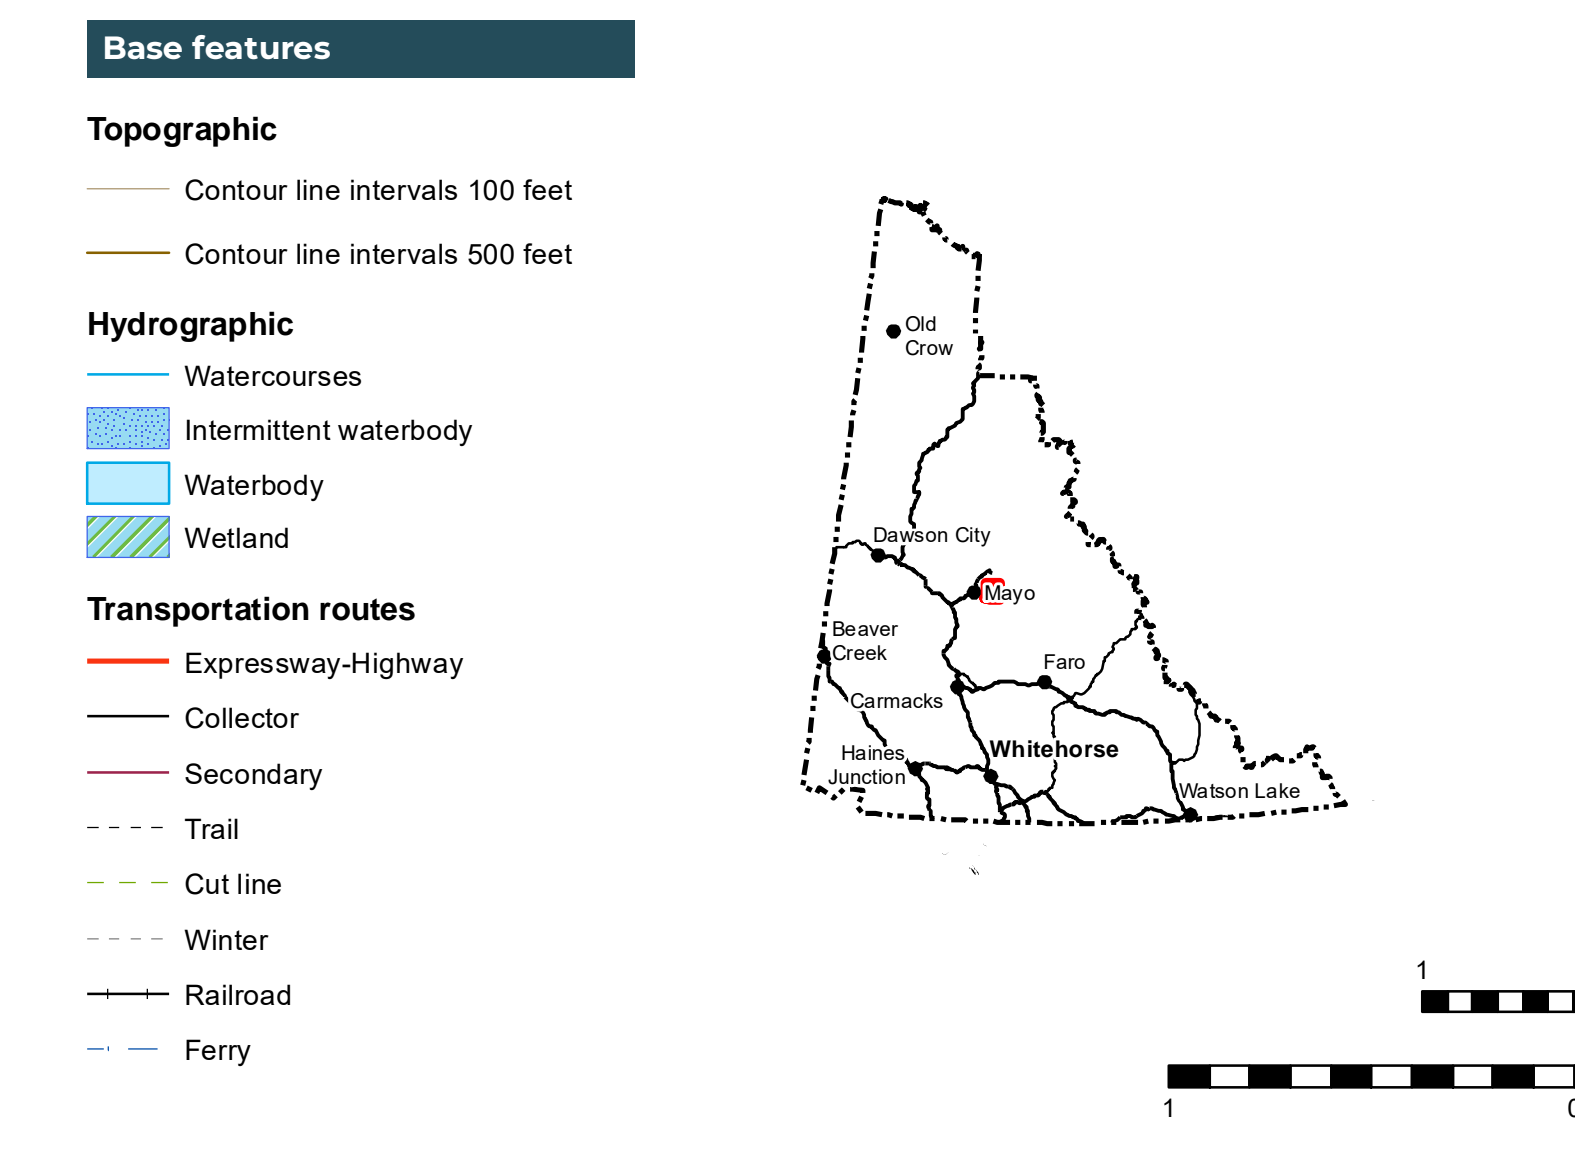 Base features
Topographic
Contour line intervals 100 feet
Contour line intervals 500 feet
Hydrographic
Watercourses
Intermittent waterbody
Waterbody
Wetland
Transportation routes
Expressway-Highway
Collector
Secondary
Trail
Cut line
Winter
Railroad
Ferry
Old
Crow
Dawson City
Mayo
Beaver
Creek
Faro
Carmacks
Whitehorse
Haines
Junction
Watson Lake
1
1
0